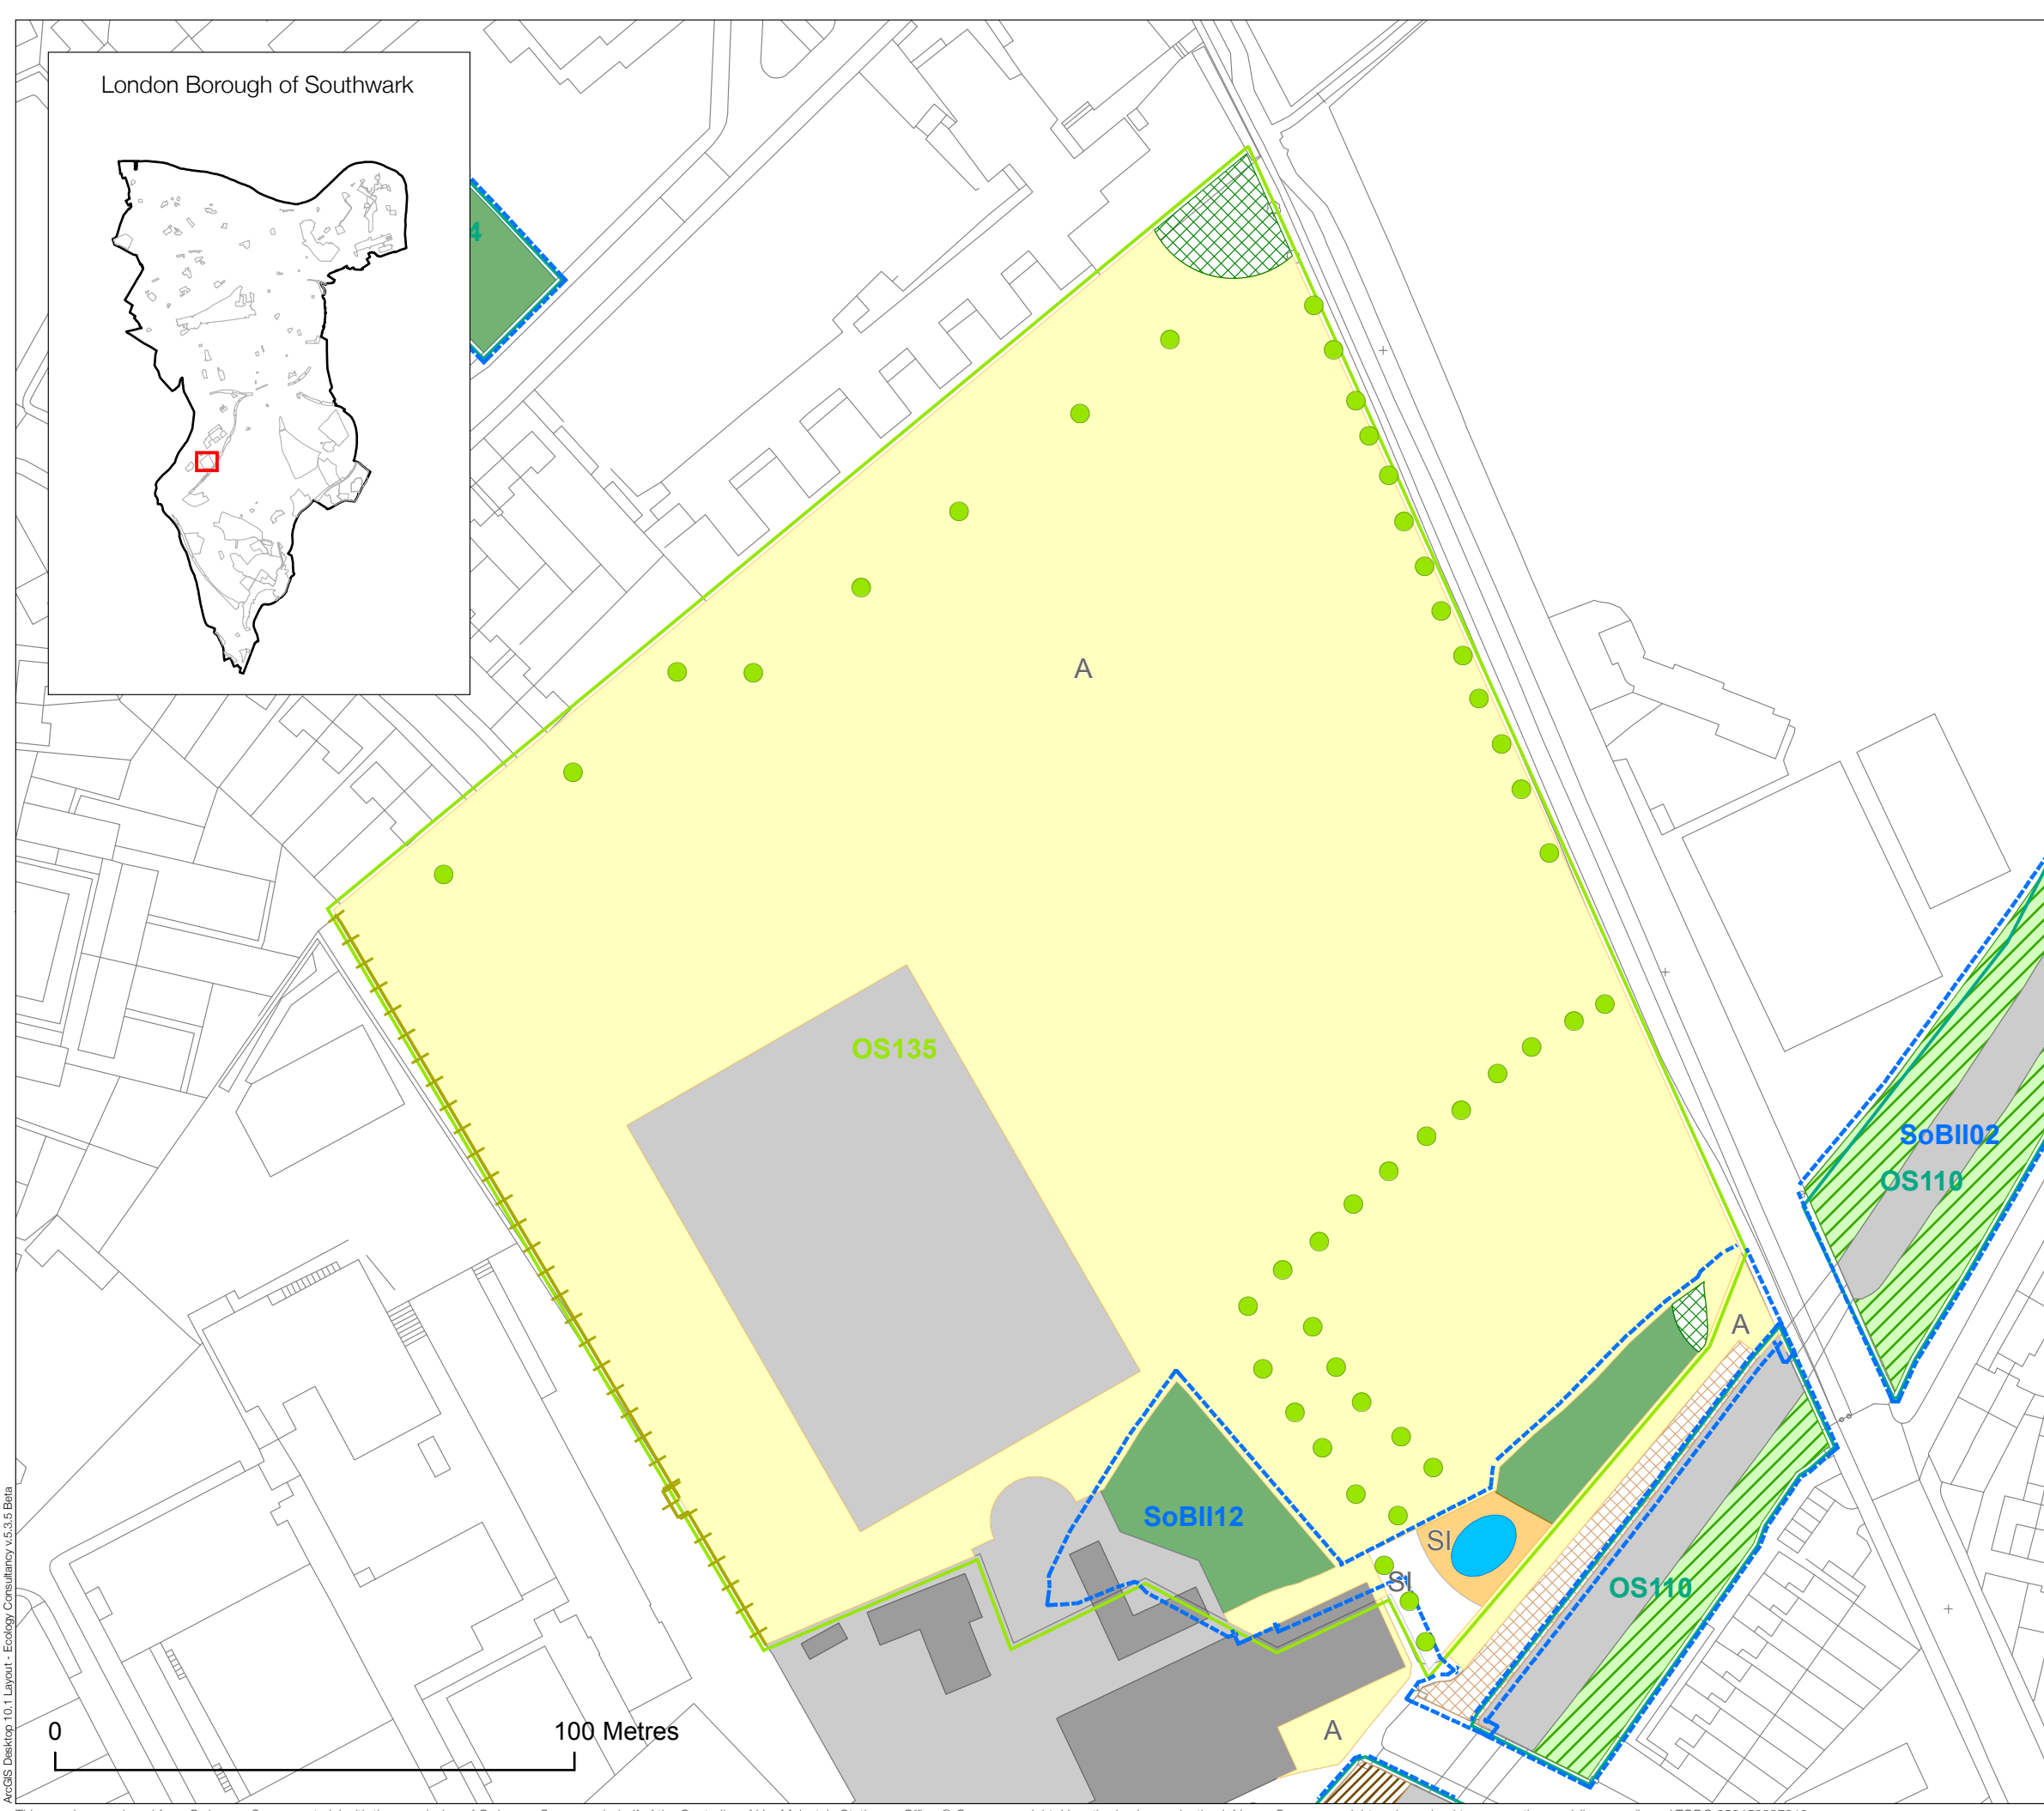 London Borough of Southwark
4
A
OS135
SoBII02
OS110
A
SoBII12
SI
SI
OS110
A
0 100 Metres
ArcGIS Desktop 10.1 Layout - Ecology Consultancy v.5.3.5 Beta